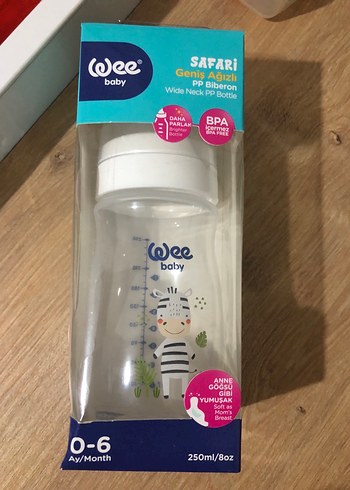 Wee
baby
SAFARI
Geniş Ağızlı
PP Biberon
Wide Neck PP Bottle
DAHA
PARLAK
Brighter
Bottle
BPA
içermez
BPA FREE
Wee
baby
ANNE
GÖĞSÜ
GİBİ
YUMUŞAK
Soft as
Mom's
Breast
0-6
Ay/Month
250ml/8oz